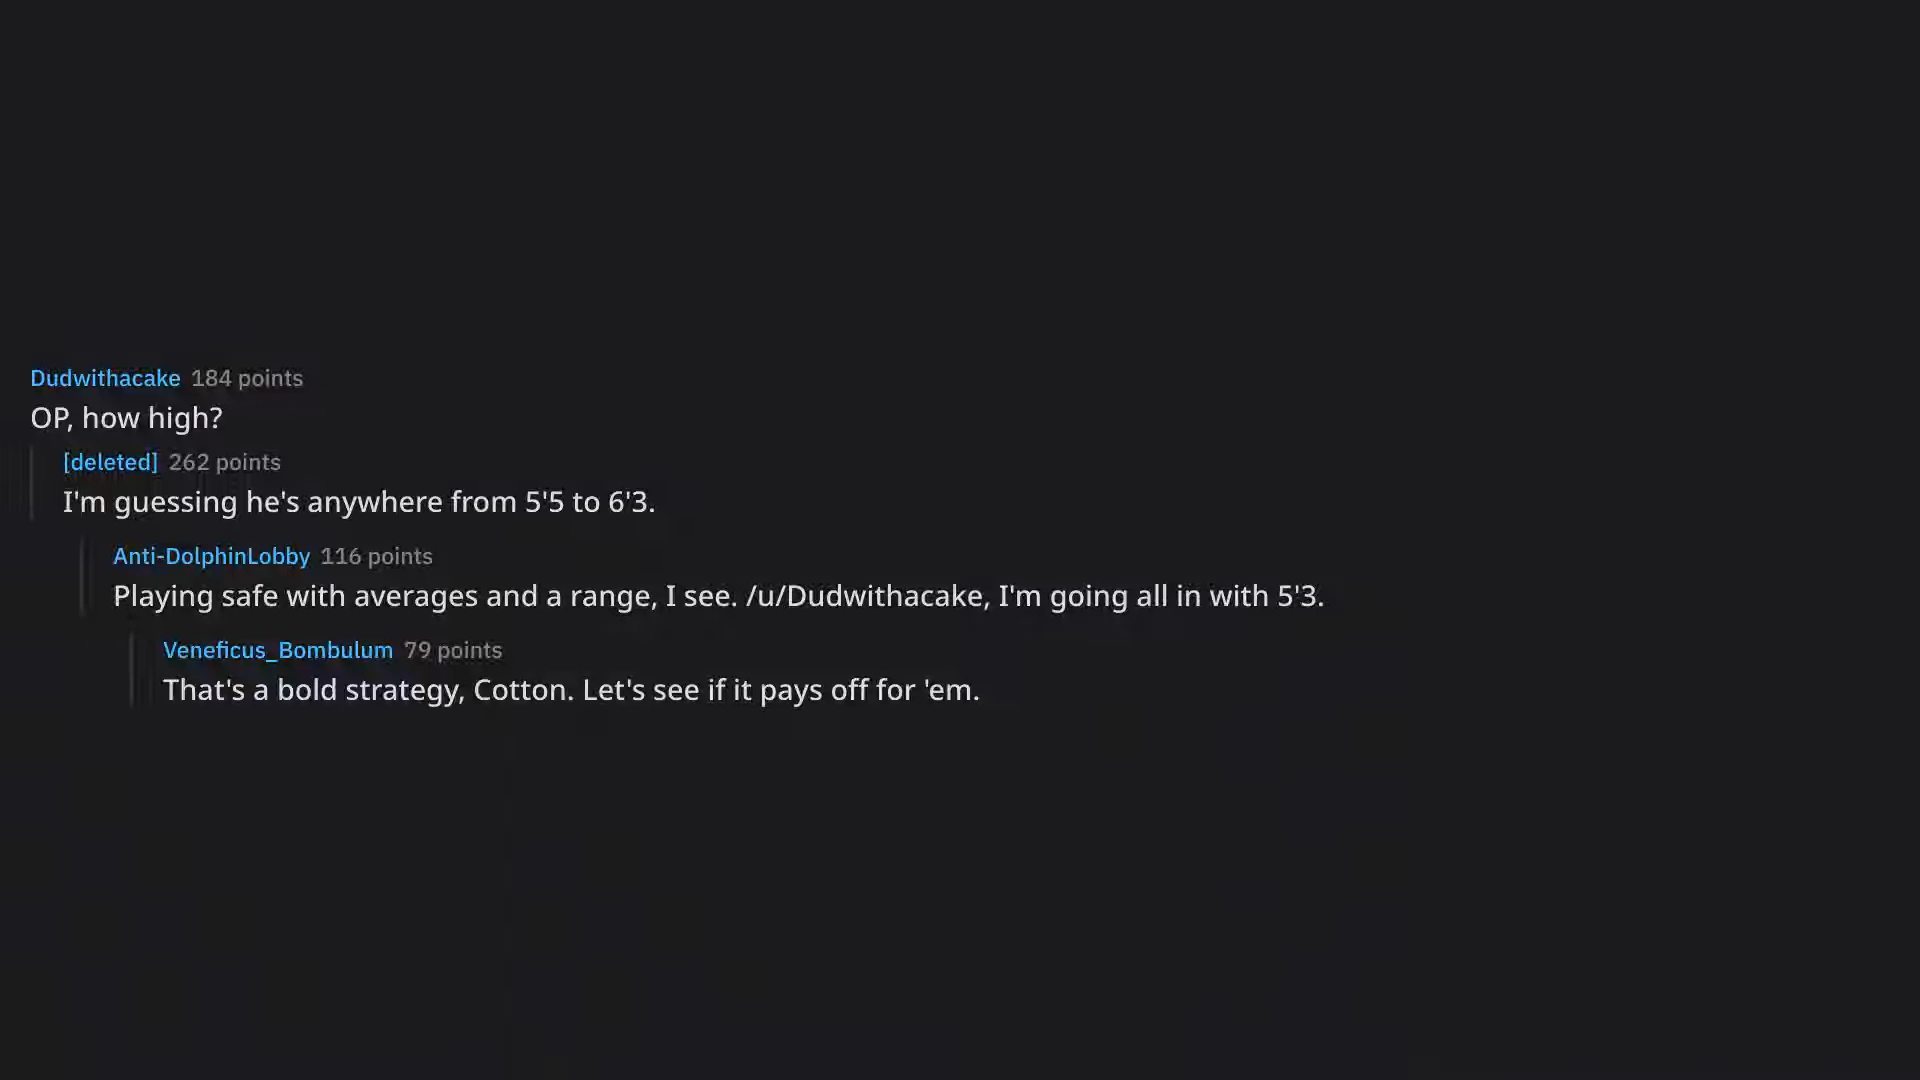 Dudwithacake 184 points
OP, how high?
[deleted] 262 points
I'm guessing he's anywhere from 5'5 to 6'3.
Anti-DolphinLobby 116 points
Playing safe with averages and a range, I see. /u/Dudwithacake, I'm going all in with 5'3.
Veneficus_Bombulum 79 points
That's a bold strategy, Cotton. Let's see if it pays off for 'em.